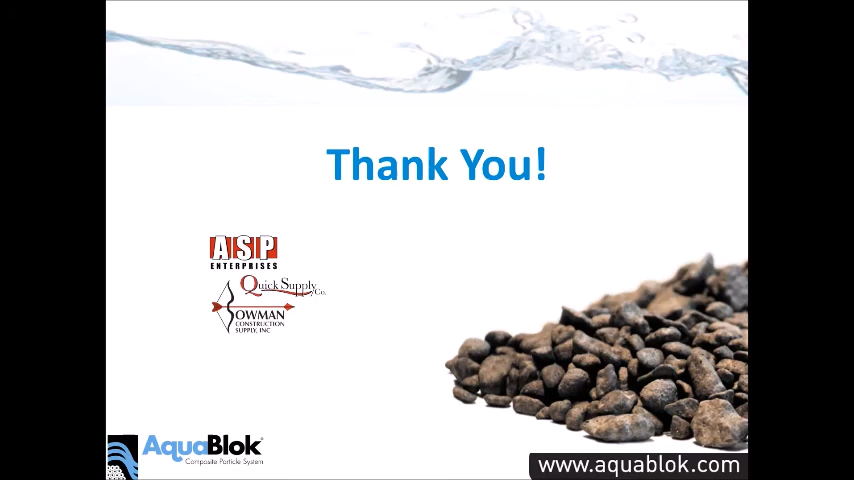 Thank You!
ASP
ENTERPRISES
Quick Supply Co.
BOWMAN
CONSTRUCTION
SUPPLY, INC
AquaBlok®
Composite Particle System
www.aquablok.com